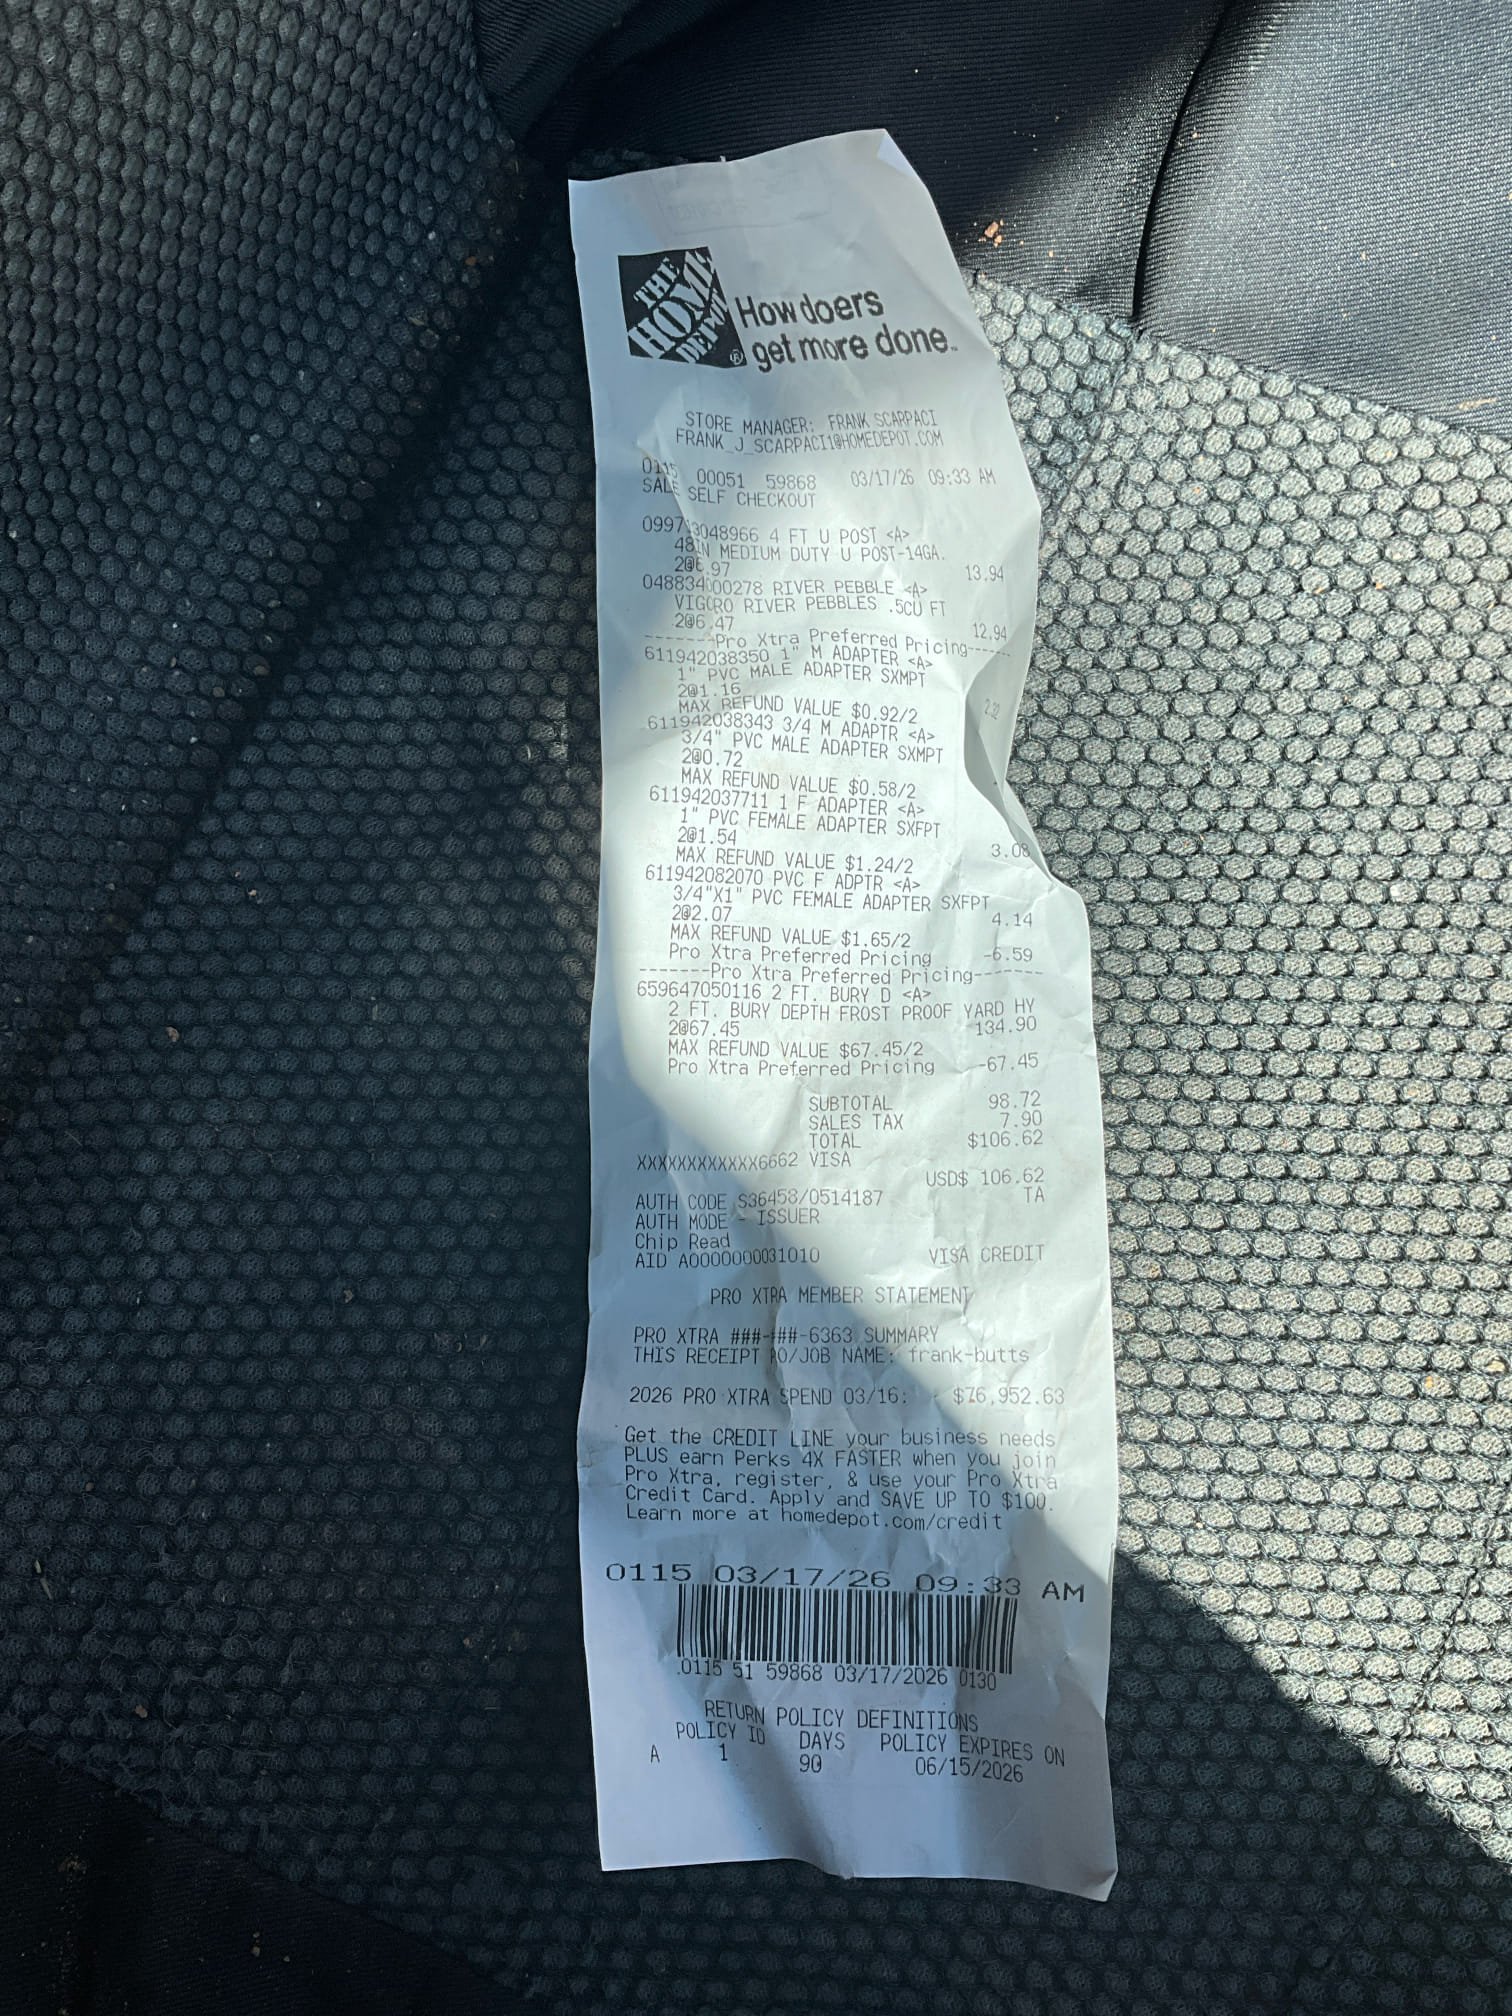 THE HOME DEPOT
How doers
get more done.
STORE MANAGER: FRANK SCARPACI
FRANK_J_SCARPACI1@HOMEDEPOT.COM
0115 00051 59868 03/17/26 09:33 AM
SALE SELF CHECKOUT
099713048966 4 FT U POST <A>
48IN MEDIUM DUTY U POST-14GA.
2@6.97 13.94
048834000278 RIVER PEBBLE <A>
VIGORO RIVER PEBBLES .5CU FT
2@6.47 12.94
-------Pro Xtra Preferred Pricing-------
611942038350 1" M ADAPTER <A>
1" PVC MALE ADAPTER SXMPT
2@1.16 2.32
MAX REFUND VALUE $0.92/2
611942038343 3/4 M ADAPTR <A>
3/4" PVC MALE ADAPTER SXMPT
2@0.72
MAX REFUND VALUE $0.58/2
611942037711 1 F ADAPTER <A>
1" PVC FEMALE ADAPTER SXFPT
2@1.54 3.08
MAX REFUND VALUE $1.24/2
611942082070 PVC F ADPTR <A>
3/4"X1" PVC FEMALE ADAPTER SXFPT
2@2.07 4.14
MAX REFUND VALUE $1.65/2
Pro Xtra Preferred Pricing -6.59
-------Pro Xtra Preferred Pricing-------
659647050116 2 FT. BURY D <A>
2 FT. BURY DEPTH FROST PROOF YARD HY
2@67.45 134.90
MAX REFUND VALUE $67.45/2
Pro Xtra Preferred Pricing -67.45
SUBTOTAL 98.72
SALES TAX 7.90
TOTAL $106.62
XXXXXXXXXXXX6662 VISA
USD$ 106.62
AUTH CODE S36458/0514187 TA
AUTH MODE - ISSUER
Chip Read
AID A0000000031010 VISA CREDIT
PRO XTRA MEMBER STATEMENT
PRO XTRA ###-###-6363 SUMMARY
THIS RECEIPT PO/JOB NAME: frank-butts
2026 PRO XTRA SPEND 03/16: $76,952.63
Get the CREDIT LINE your business needs
PLUS earn Perks 4X FASTER when you join
Pro Xtra, register, & use your Pro Xtra
Credit Card. Apply and SAVE UP TO $100.
Learn more at homedepot.com/credit
0115 03/17/26 09:33 AM
0115 51 59868 03/17/2026 0130
RETURN POLICY DEFINITIONS
POLICY ID DAYS POLICY EXPIRES ON
A 1 90 06/15/2026